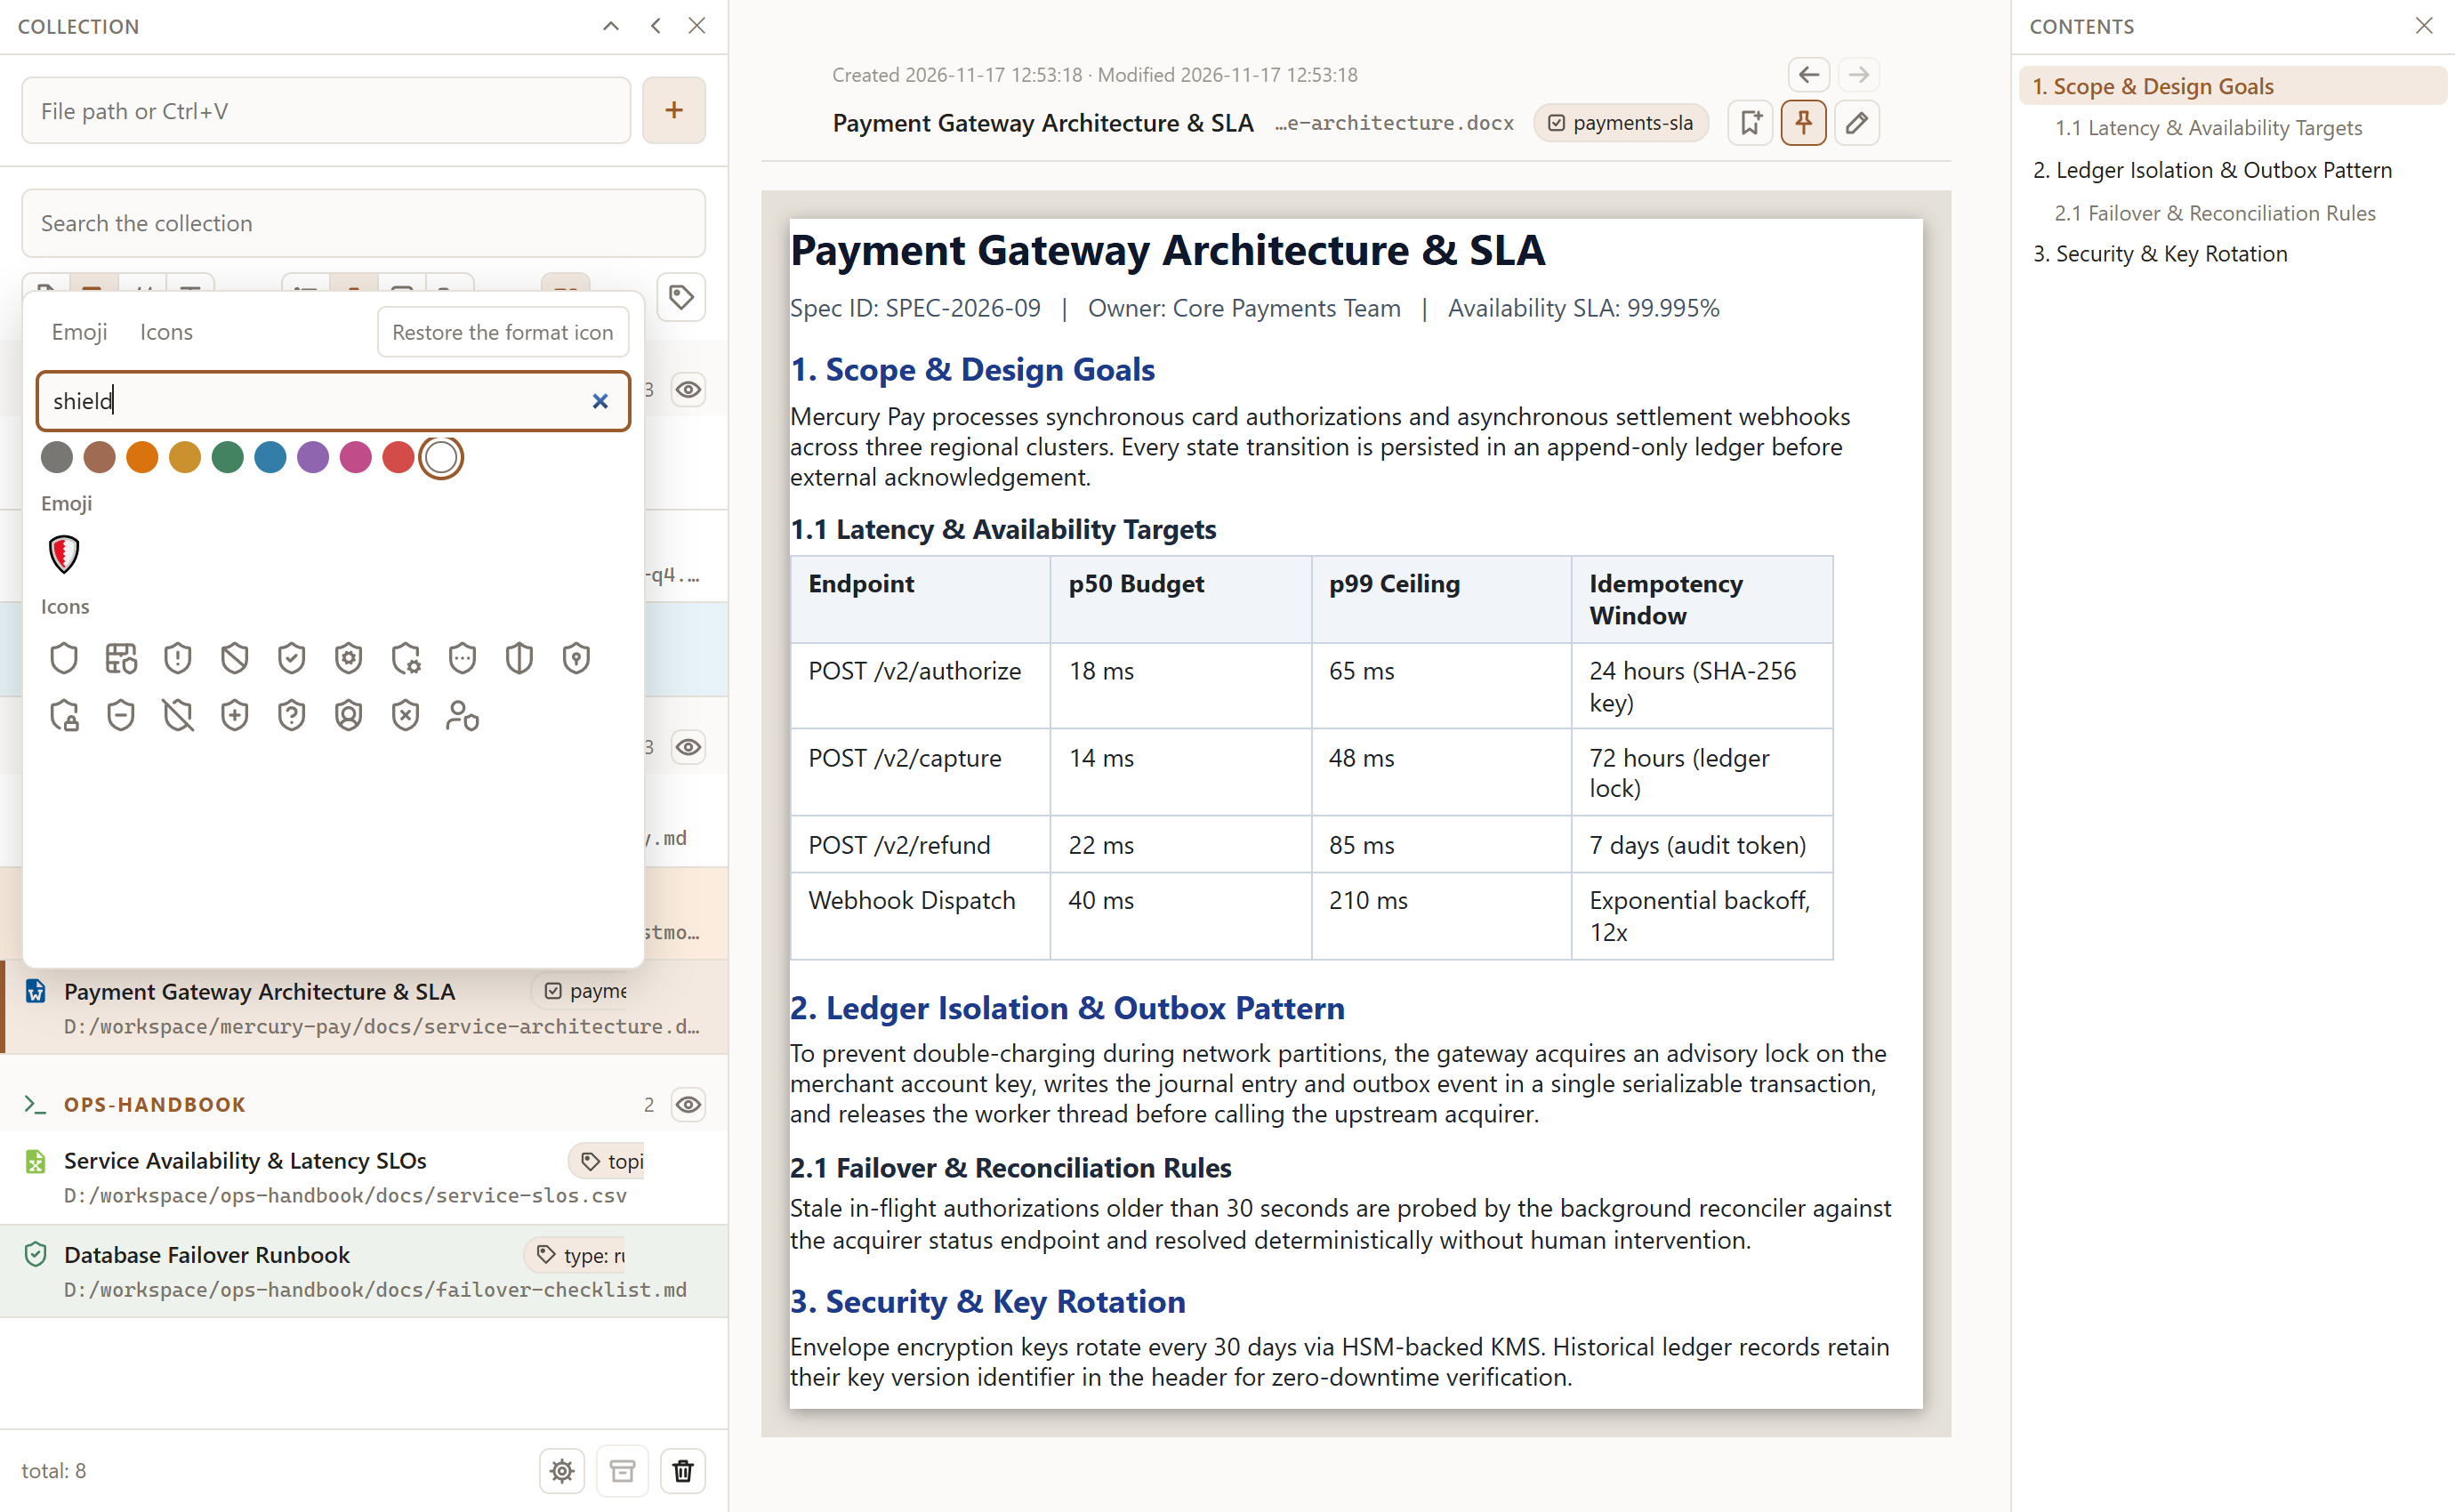 COLLECTION
File path or Ctrl+V
Search the collection
Emoji
Icons
Restore the format icon
shield
Emoji
Icons
3
-q4.…
3
y.md
stmo…
Payment Gateway Architecture & SLA
payme
D:/workspace/mercury-pay/docs/service-architecture.d…
OPS-HANDBOOK
2
Service Availability & Latency SLOs
topi
D:/workspace/ops-handbook/docs/service-slos.csv
Database Failover Runbook
type: ru
D:/workspace/ops-handbook/docs/failover-checklist.md
total: 8
Created 2026-11-17 12:53:18 · Modified 2026-11-17 12:53:18
Payment Gateway Architecture & SLA
…e-architecture.docx
payments-sla
Payment Gateway Architecture & SLA
Spec ID: SPEC-2026-09 | Owner: Core Payments Team | Availability SLA: 99.995%
1. Scope & Design Goals
Mercury Pay processes synchronous card authorizations and asynchronous settlement webhooks
across three regional clusters. Every state transition is persisted in an append-only ledger before
external acknowledgement.
1.1 Latency & Availability Targets
Endpoint
p50 Budget
p99 Ceiling
Idempotency
Window
POST /v2/authorize
18 ms
65 ms
24 hours (SHA-256
key)
POST /v2/capture
14 ms
48 ms
72 hours (ledger
lock)
POST /v2/refund
22 ms
85 ms
7 days (audit token)
Webhook Dispatch
40 ms
210 ms
Exponential backoff,
12x
2. Ledger Isolation & Outbox Pattern
To prevent double-charging during network partitions, the gateway acquires an advisory lock on the
merchant account key, writes the journal entry and outbox event in a single serializable transaction,
and releases the worker thread before calling the upstream acquirer.
2.1 Failover & Reconciliation Rules
Stale in-flight authorizations older than 30 seconds are probed by the background reconciler against
the acquirer status endpoint and resolved deterministically without human intervention.
3. Security & Key Rotation
Envelope encryption keys rotate every 30 days via HSM-backed KMS. Historical ledger records retain
their key version identifier in the header for zero-downtime verification.
CONTENTS
1. Scope & Design Goals
1.1 Latency & Availability Targets
2. Ledger Isolation & Outbox Pattern
2.1 Failover & Reconciliation Rules
3. Security & Key Rotation